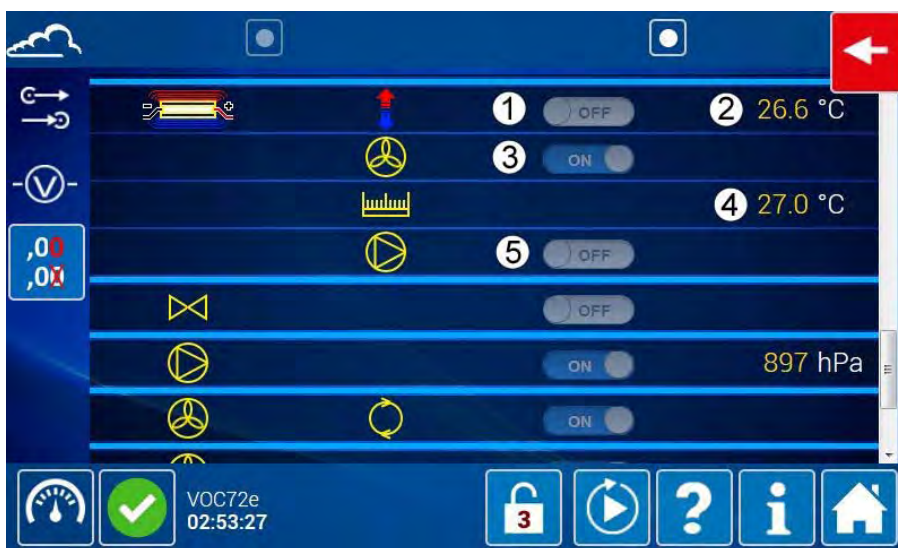 1 OFF 2 26.6 °C
3 ON
4 27.0 °C
,00
,0X
5 OFF
OFF
ON 897 hPa
ON
VOC72e
02:53:27
3 ? i